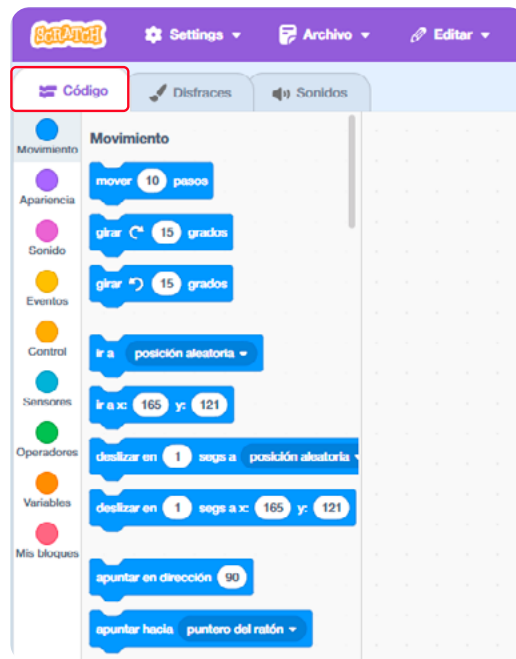 SCRATCH Settings Archivo Editar
Código Disfraces Sonidos
Movimiento
Apariencia
Sonido
Eventos
Control
Sensores
Operadores
Variables
Mis bloques
Movimiento
mover 10 pasos
girar 15 grados
girar 15 grados
ir a posición aleatoria
ir a x: 165 y: 121
deslizar en 1 segs a posición aleatoria
deslizar en 1 segs a x: 165 y: 121
apuntar en dirección 90
apuntar hacia puntero del ratón